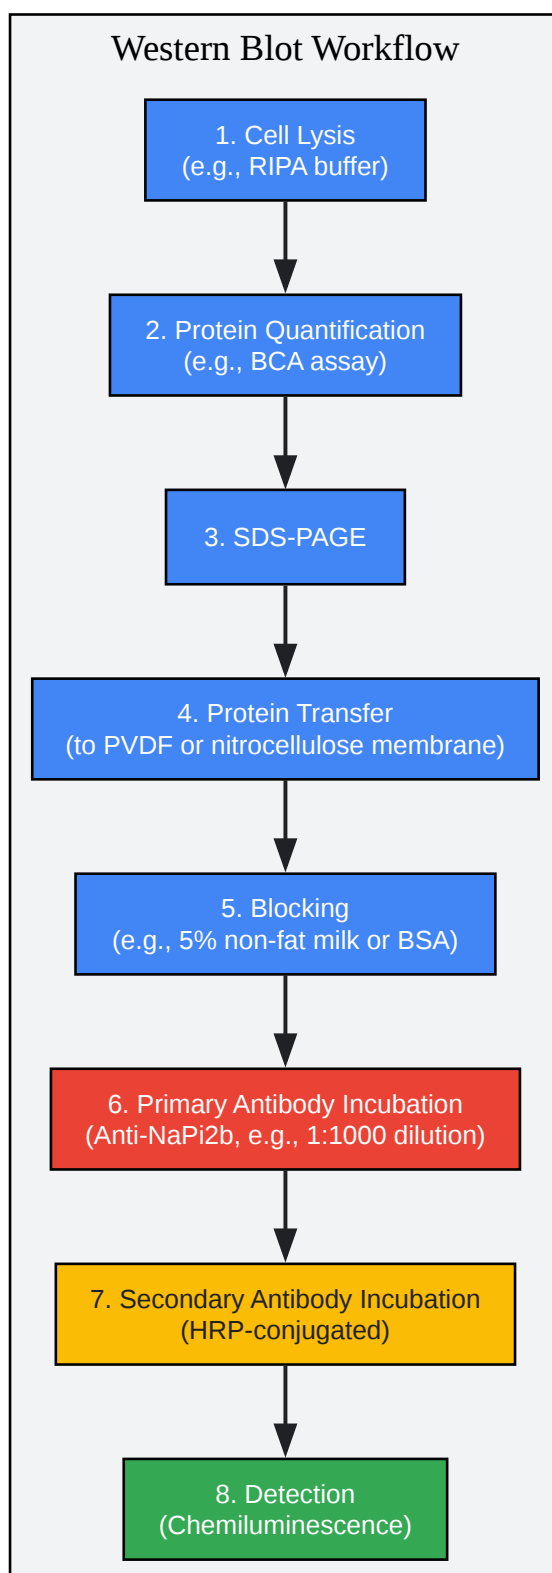 Western Blot Workflow
1. Cell Lysis
(e.g., RIPA buffer)
2. Protein Quantification
(e.g., BCA assay)
3. SDS-PAGE
4. Protein Transfer
(to PVDF or nitrocellulose membrane)
5. Blocking
(e.g., 5% non-fat milk or BSA)
6. Primary Antibody Incubation
(Anti-NaPi2b, e.g., 1:1000 dilution)
7. Secondary Antibody Incubation
(HRP-conjugated)
8. Detection
(Chemiluminescence)